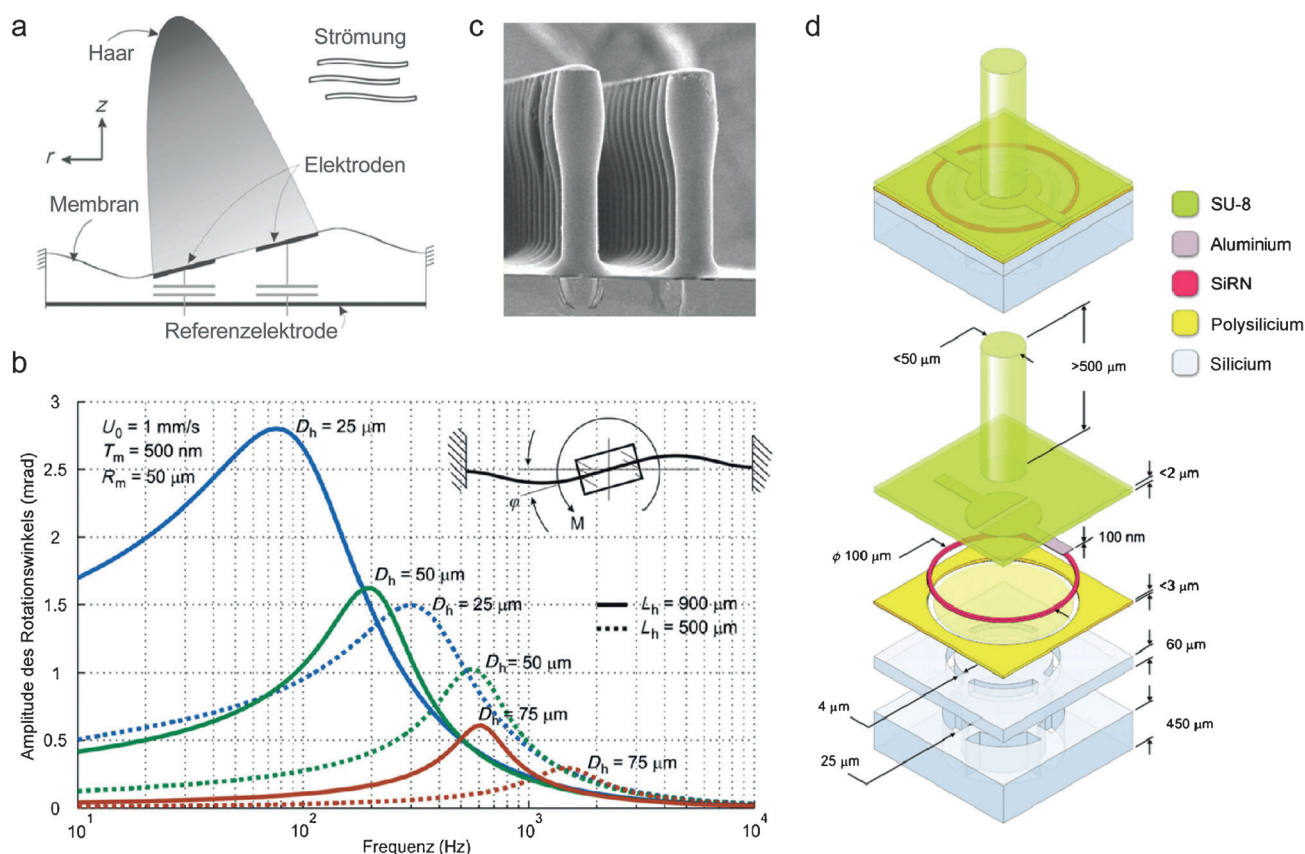 a
Haar
Strömung
z
r
Elektroden
Membran
Referenzelektrode
b
Amplitude des Rotationswinkels (mrad)
3
2.5
2
1.5
1
0.5
0
U₀ = 1 mm/s
Tₘ = 500 nm
Rₘ = 50 μm
Dₕ = 25 μm
φ
M
Dₕ = 50 μm
Dₕ = 25 μm
Lₕ = 900 μm
Lₕ = 500 μm
Dₕ = 50 μm
Dₕ = 75 μm
Dₕ = 75 μm
10¹
10²
10³
10⁴
Frequenz (Hz)
c
d
SU-8
Aluminium
SiRN
Polysilicium
Silicium
<50 μm
>500 μm
<2 μm
100 nm
ϕ 100 μm
<3 μm
60 μm
4 μm
450 μm
25 μm